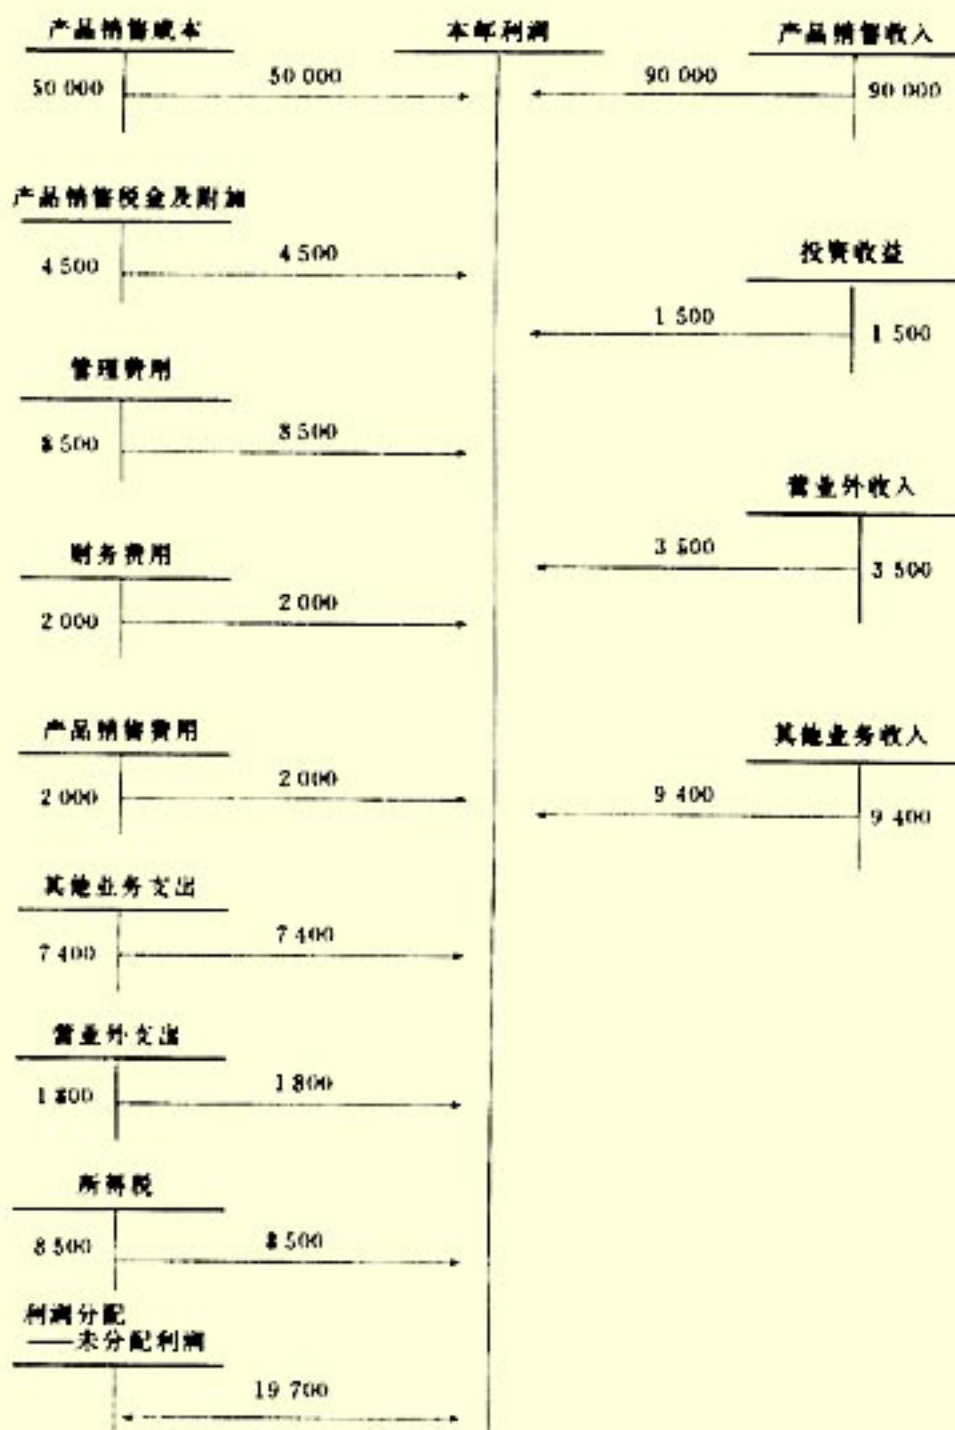 产品销售成本 本年利润 产品销售收入
50 000 50 000 90 000 90 000
产品销售税金及附加
4 500 4 500
投资收益
1 500 1 500
管理费用
8 500 8 500
营业外收入
3 500 3 500
财务费用
2 000 2 000
产品销售费用
2 000 2 000
其他业务收入
9 400 9 400
其他业务支出
7 400 7 400
营业外支出
1 800 1 800
所得税
8 500 8 500
利润分配
——未分配利润
19 700